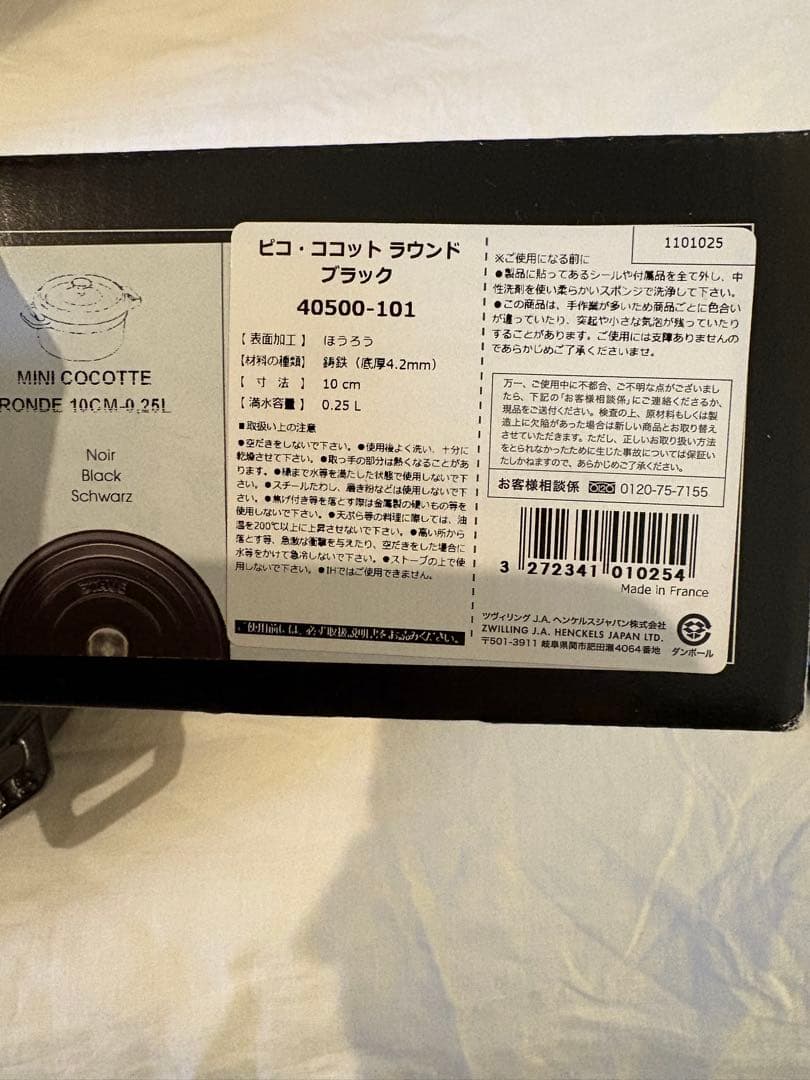 MINI COCOTTE
RONDE 10CM-0,25L
Noir
Black
Schwarz
STAUB
ピコ・ココット ラウンド
ブラック
40500-101
【 表面加工 】 ほうろう
【材料の種類】 鋳鉄（底厚4.2mm）
【 寸　法 】 10 cm
【 満水容量 】 0.25 L
■取扱い上の注意
●空だきをしないで下さい。●使用後よく洗い、十分に
乾燥させて下さい。●取っ手の部分は熱くなることがあ
ります。●縁まで水等を満たした状態で使用しないで下
さい。●スチールたわし、磨き粉などは使用しないで下
さい。●焦げ付き等を落とす際は金属製の硬いもの等を
使用しないで下さい。●天ぷら等の料理に際しては、油
温を200℃以上に上昇させないで下さい。●高い所から
落とす等、急激な衝撃を与えたり、空だきをした場合に
水等をかけて急冷しないで下さい。●ストーブの上で使
用しないで下さい。●IHではご使用できません。
ご使用前には、必ず取扱説明書をお読みください。
1101025
※ご使用になる前に
●製品に貼ってあるシールや付属品を全て外し、中
性洗剤を使い柔らかいスポンジで洗浄して下さい。
●この商品は、手作業が多いため商品ごとに色合い
が違っていたり、突起や小さな気泡が残っていたり
することがあります。ご使用には支障ありませんの
であらかじめご了承くださいませ。
万一、ご使用中に不都合、ご不明な点がございまし
たら、下記の「お客様相談係」にご連絡くださるか、
現品をご送付ください。検査の上、原材料もしくは製
造上に欠陥があった場合は新しい商品とお取り替え
させていただきます。ただし、正しいお取り扱い方法
をとられなかったために生じた事故については保証い
たしかねますので、あらかじめご了承ください。
お客様相談係 0120-75-7155
3 272341 010254
Made in France
ツヴィリング J.A. ヘンケルスジャパン株式会社
ZWILLING J.A. HENCKELS JAPAN LTD.
〒501-3911 岐阜県関市肥田瀬4064番地
ダンボール